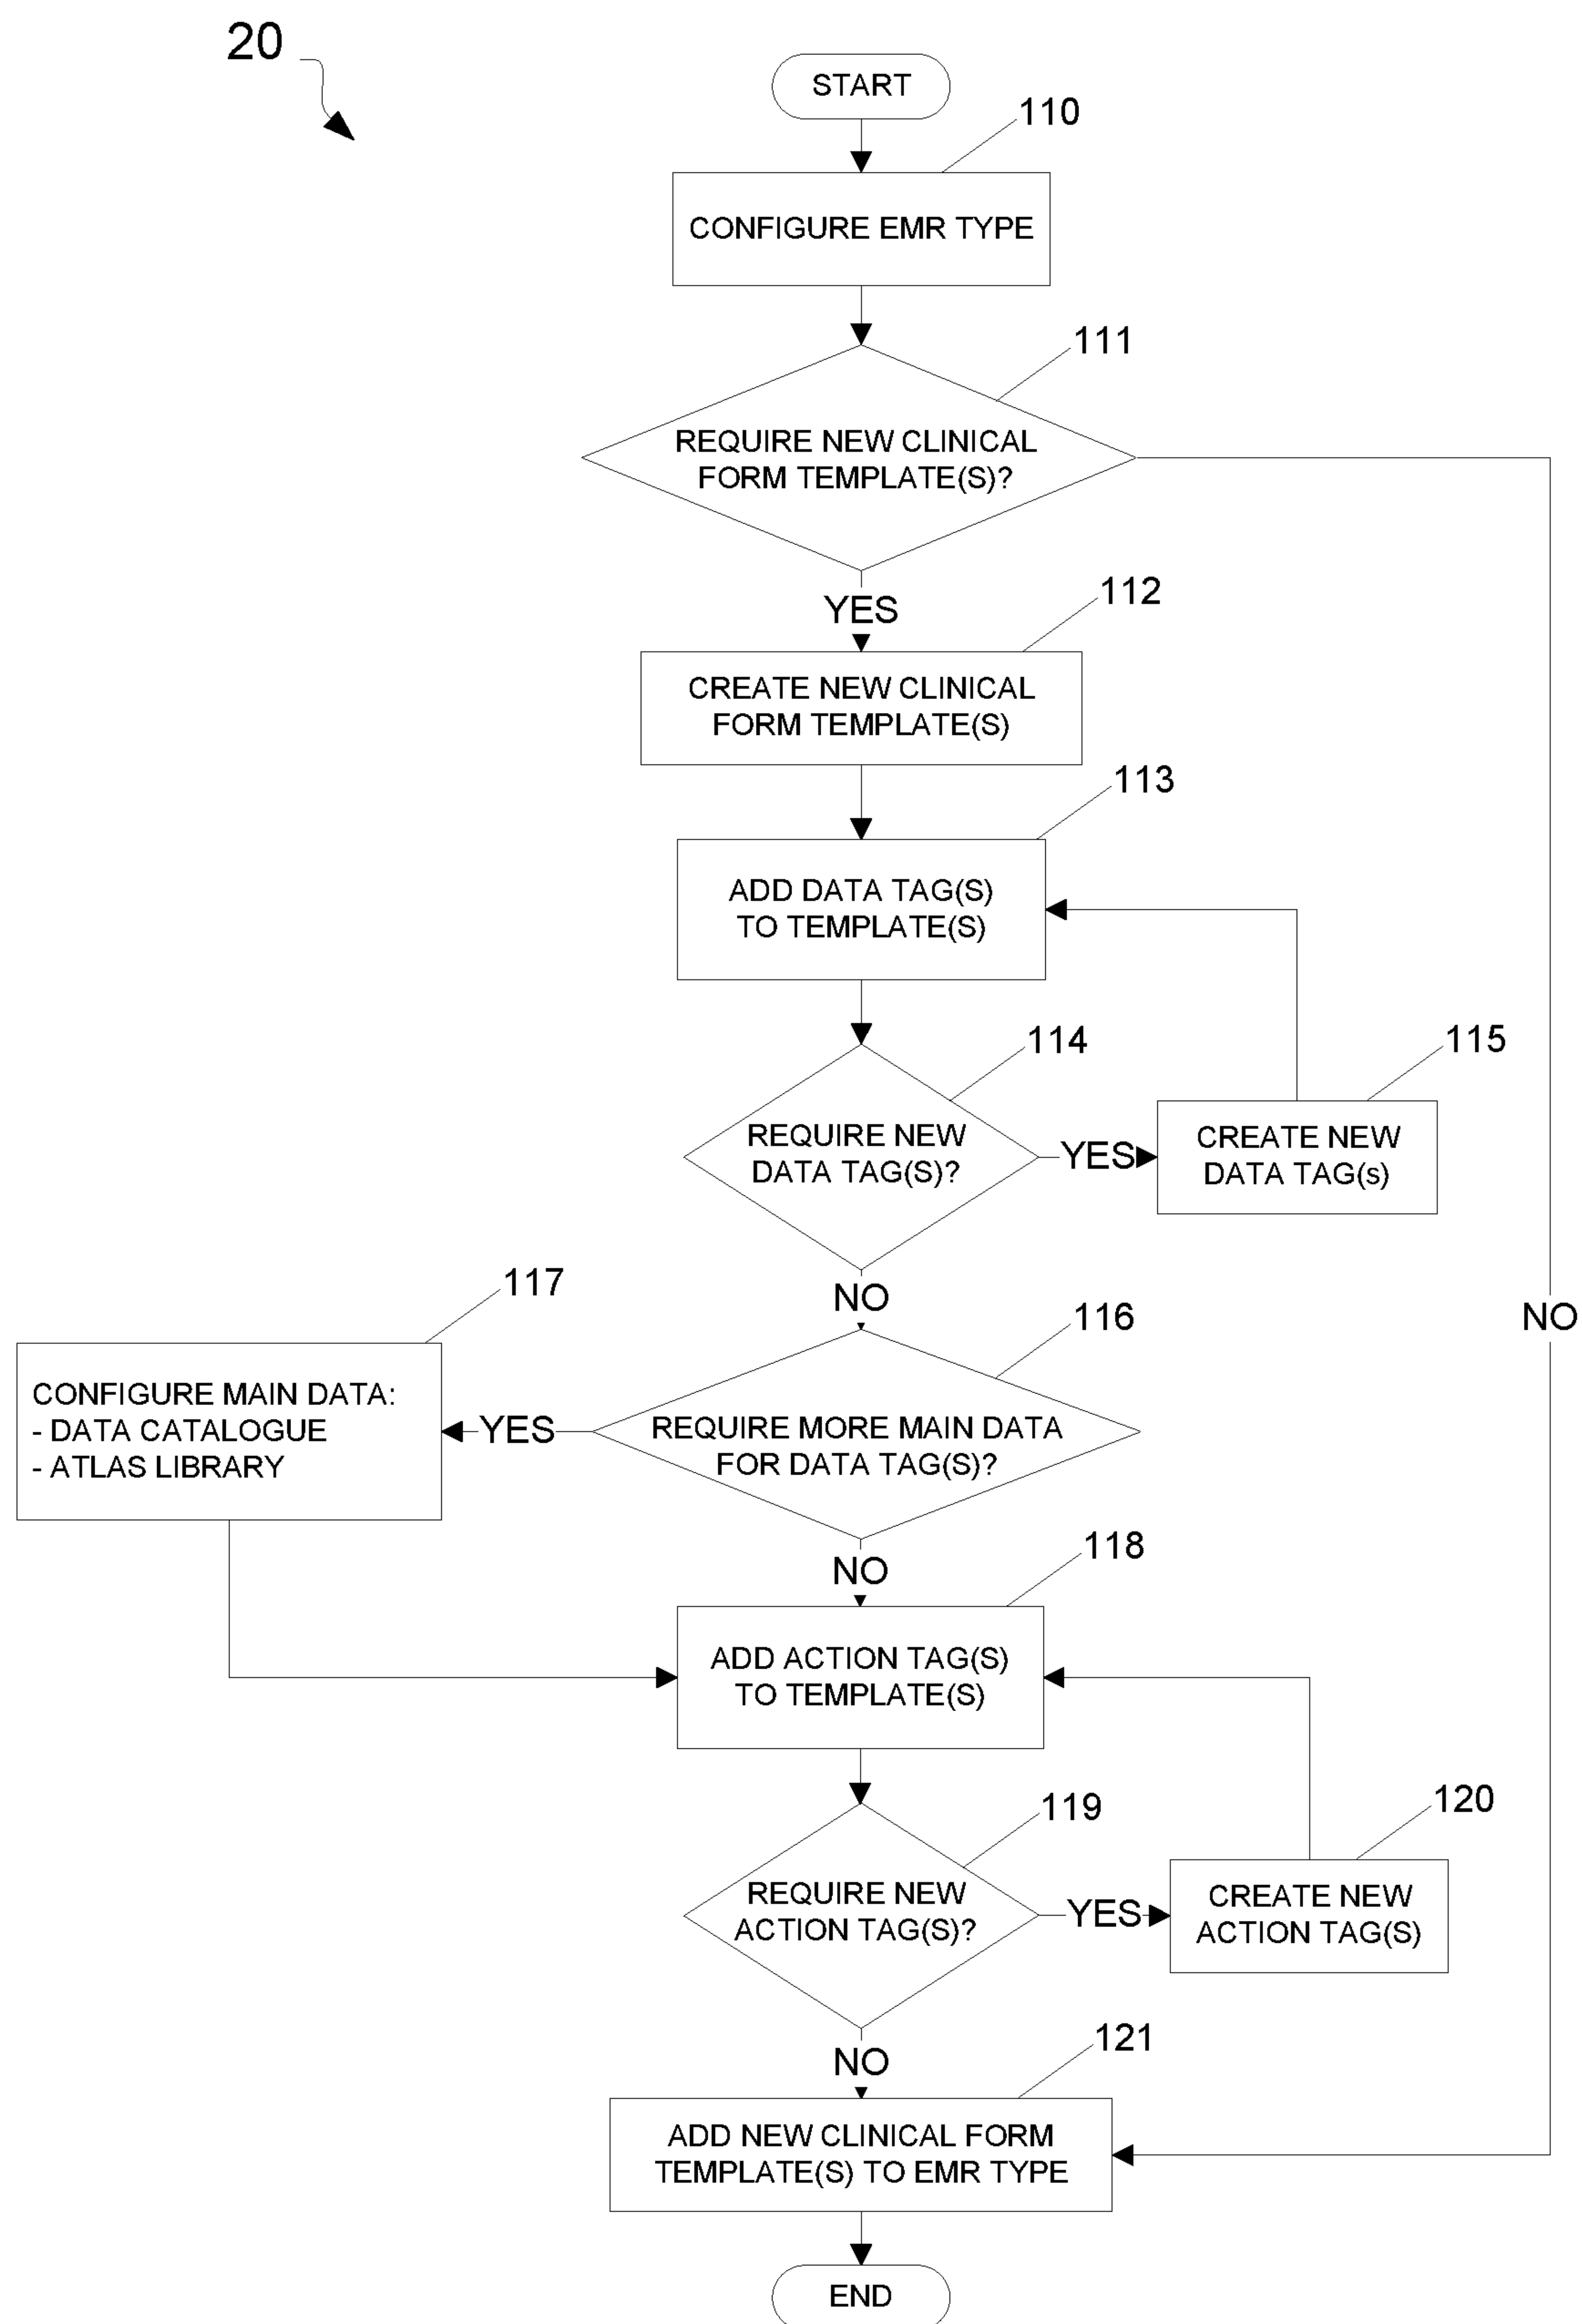 20
START
110
CONFIGURE EMR TYPE
111
REQUIRE NEW CLINICAL
FORM TEMPLATE(S)?
YES
112
CREATE NEW CLINICAL
FORM TEMPLATE(S)
113
ADD DATA TAG(S)
TO TEMPLATE(S)
114
REQUIRE NEW
DATA TAG(S)?
YES
115
CREATE NEW
DATA TAG(s)
NO
NO
116
REQUIRE MORE MAIN DATA
FOR DATA TAG(S)?
YES
117
CONFIGURE MAIN DATA:
- DATA CATALOGUE
- ATLAS LIBRARY
NO
118
ADD ACTION TAG(S)
TO TEMPLATE(S)
119
REQUIRE NEW
ACTION TAG(S)?
YES
120
CREATE NEW
ACTION TAG(S)
NO
121
ADD NEW CLINICAL FORM
TEMPLATE(S) TO EMR TYPE
END